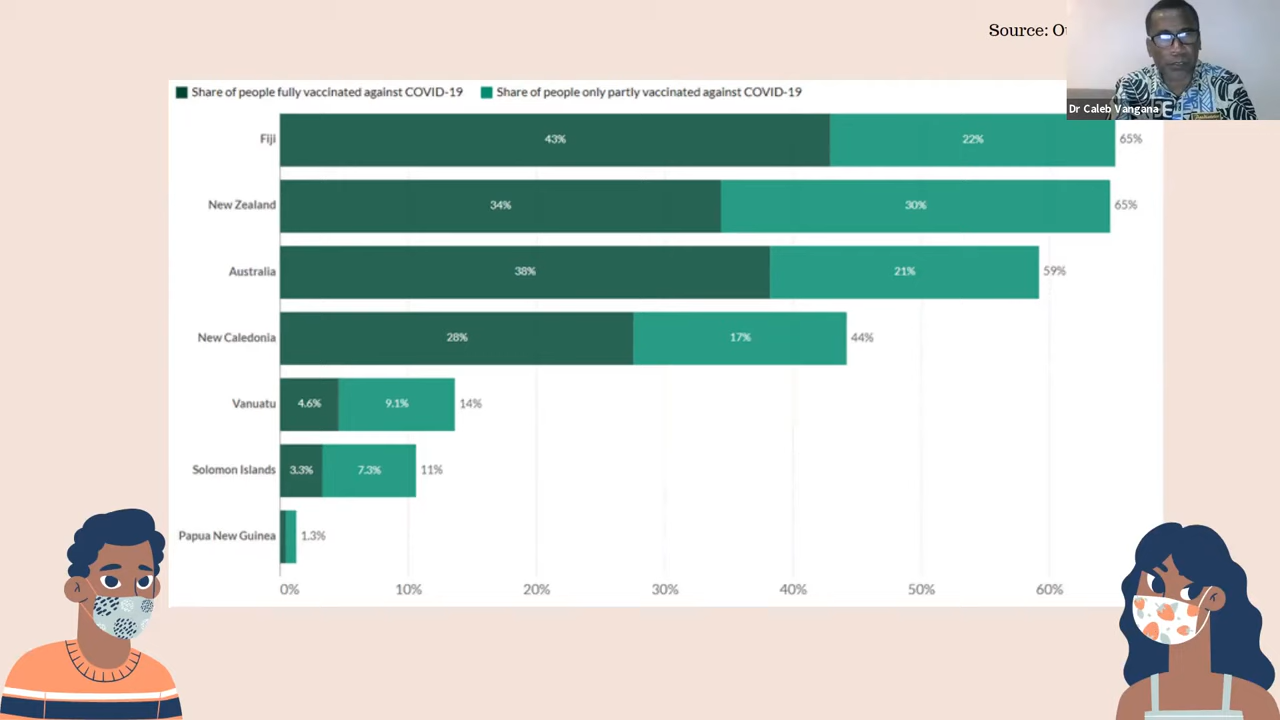 Source:
Dr Caleb Vangana
Share of people fully vaccinated against COVID-19 Share of people only partly vaccinated against COVID-19
Fiji 43% 22% 65%
New Zealand 34% 30% 65%
Australia 38% 21% 59%
New Caledonia 28% 17% 44%
Vanuatu 4.6% 9.1% 14%
Solomon Islands 3.3% 7.3% 11%
Papua New Guinea 1.3%
0% 10% 20% 30% 40% 50% 60%